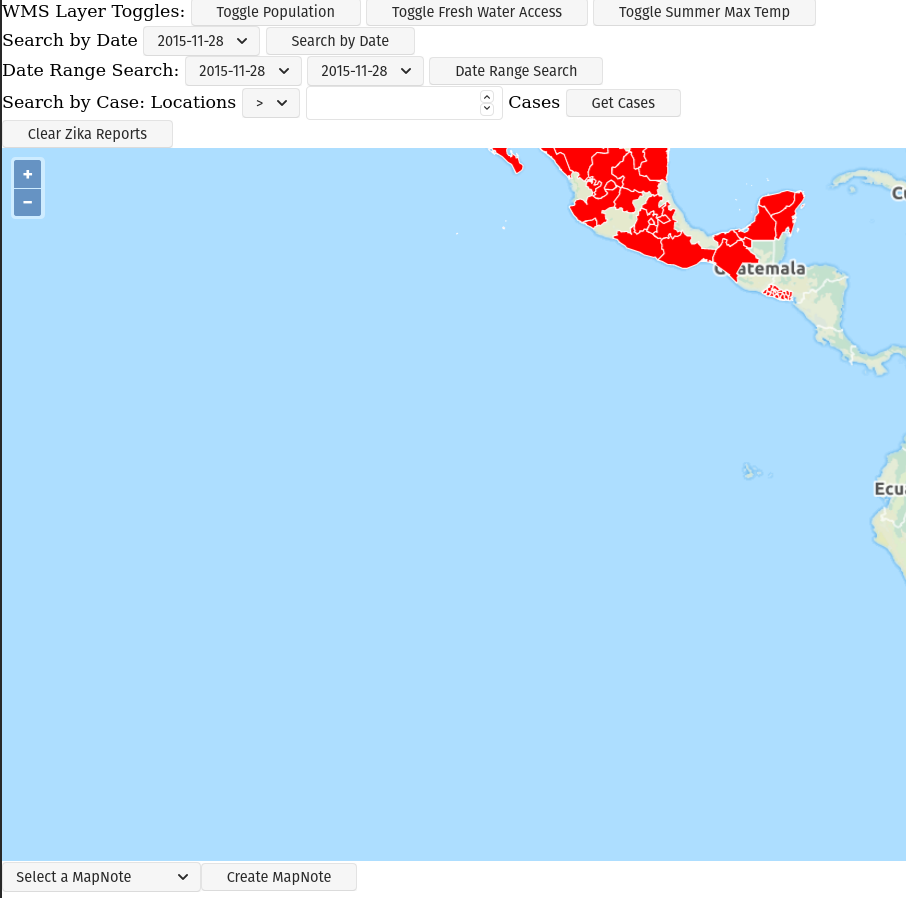 WMS Layer Toggles: Toggle Population Toggle Fresh Water Access Toggle Summer Max Temp
Search by Date 2015-11-28 Search by Date
Date Range Search: 2015-11-28 2015-11-28 Date Range Search
Search by Case: Locations > Cases Get Cases
Clear Zika Reports
+
−
Guatemala
Select a MapNote Create MapNote